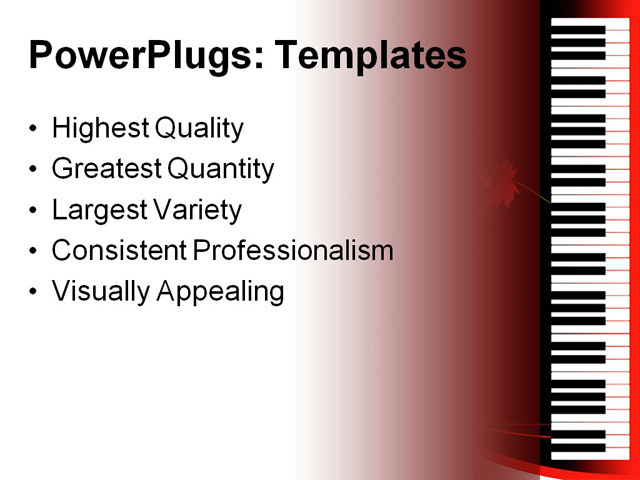 PowerPlugs: Templates
• Highest Quality
• Greatest Quantity
• Largest Variety
• Consistent Professionalism
• Visually Appealing